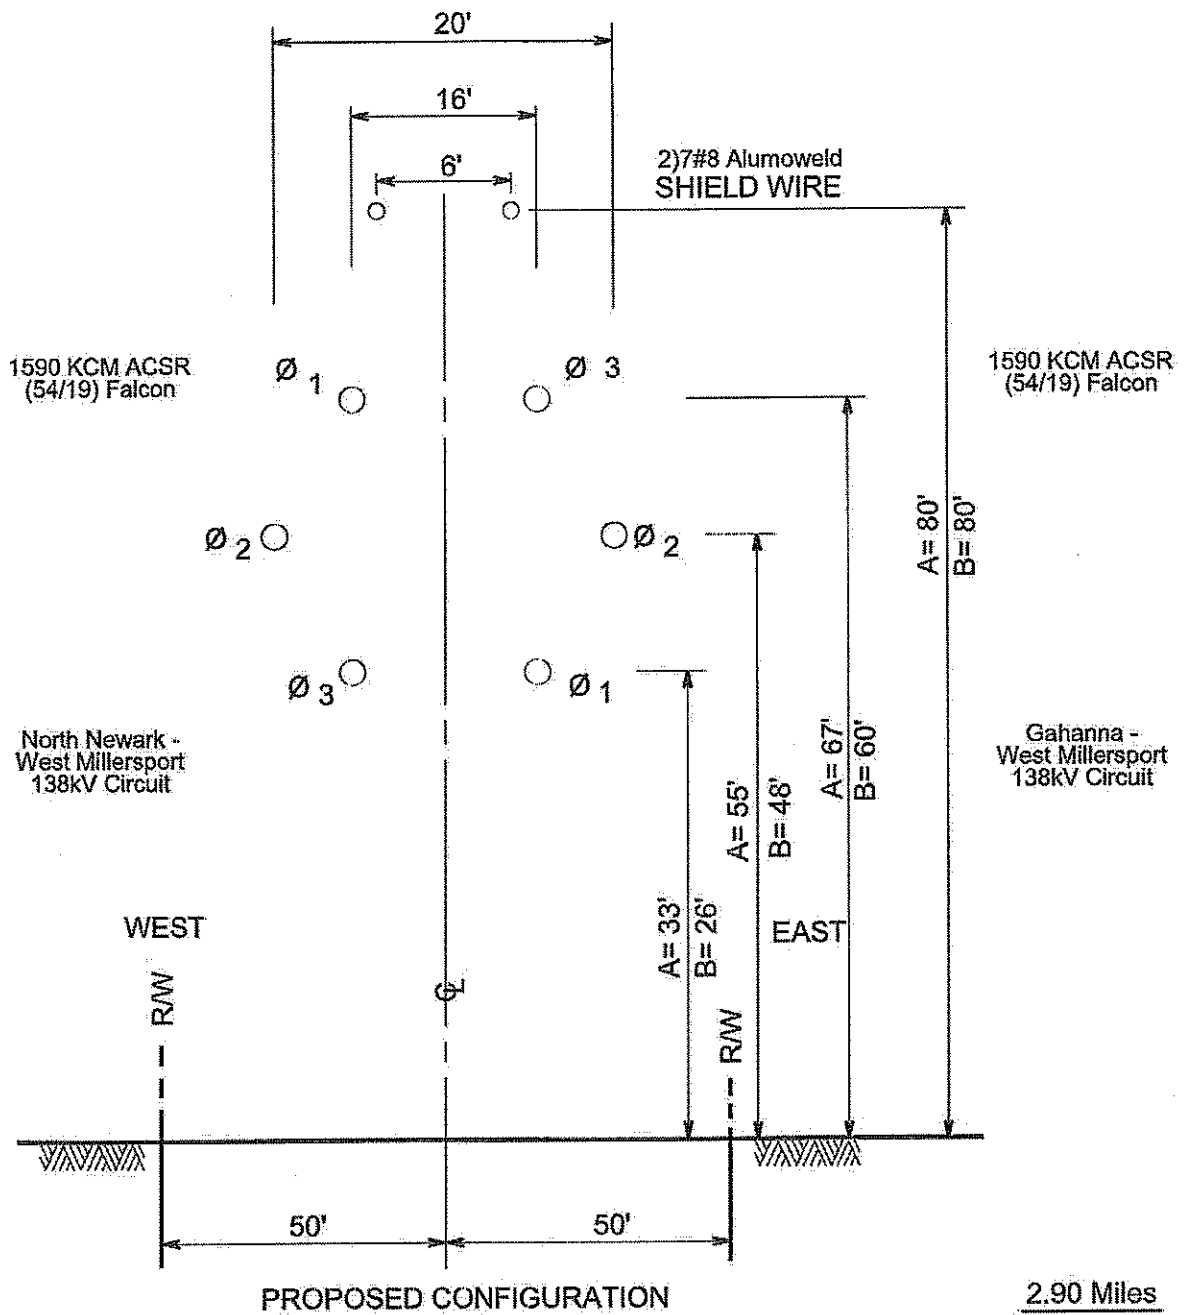 20'
16'
6'
2)7#8 Alumoweld
SHIELD WIRE
1590 KCM ACSR
(54/19) Falcon
Ø 1
Ø 3
1590 KCM ACSR
(54/19) Falcon
A= 80'
B= 80'
Ø 2
Ø 2
Ø 3
Ø 1
A= 67'
B= 60'
North Newark -
West Millersport
138kV Circuit
Gahanna -
West Millersport
138kV Circuit
A= 55'
B= 48'
A= 33'
B= 26'
WEST
EAST
R/W
CL
R/W
50'
50'
PROPOSED CONFIGURATION
2.90 Miles